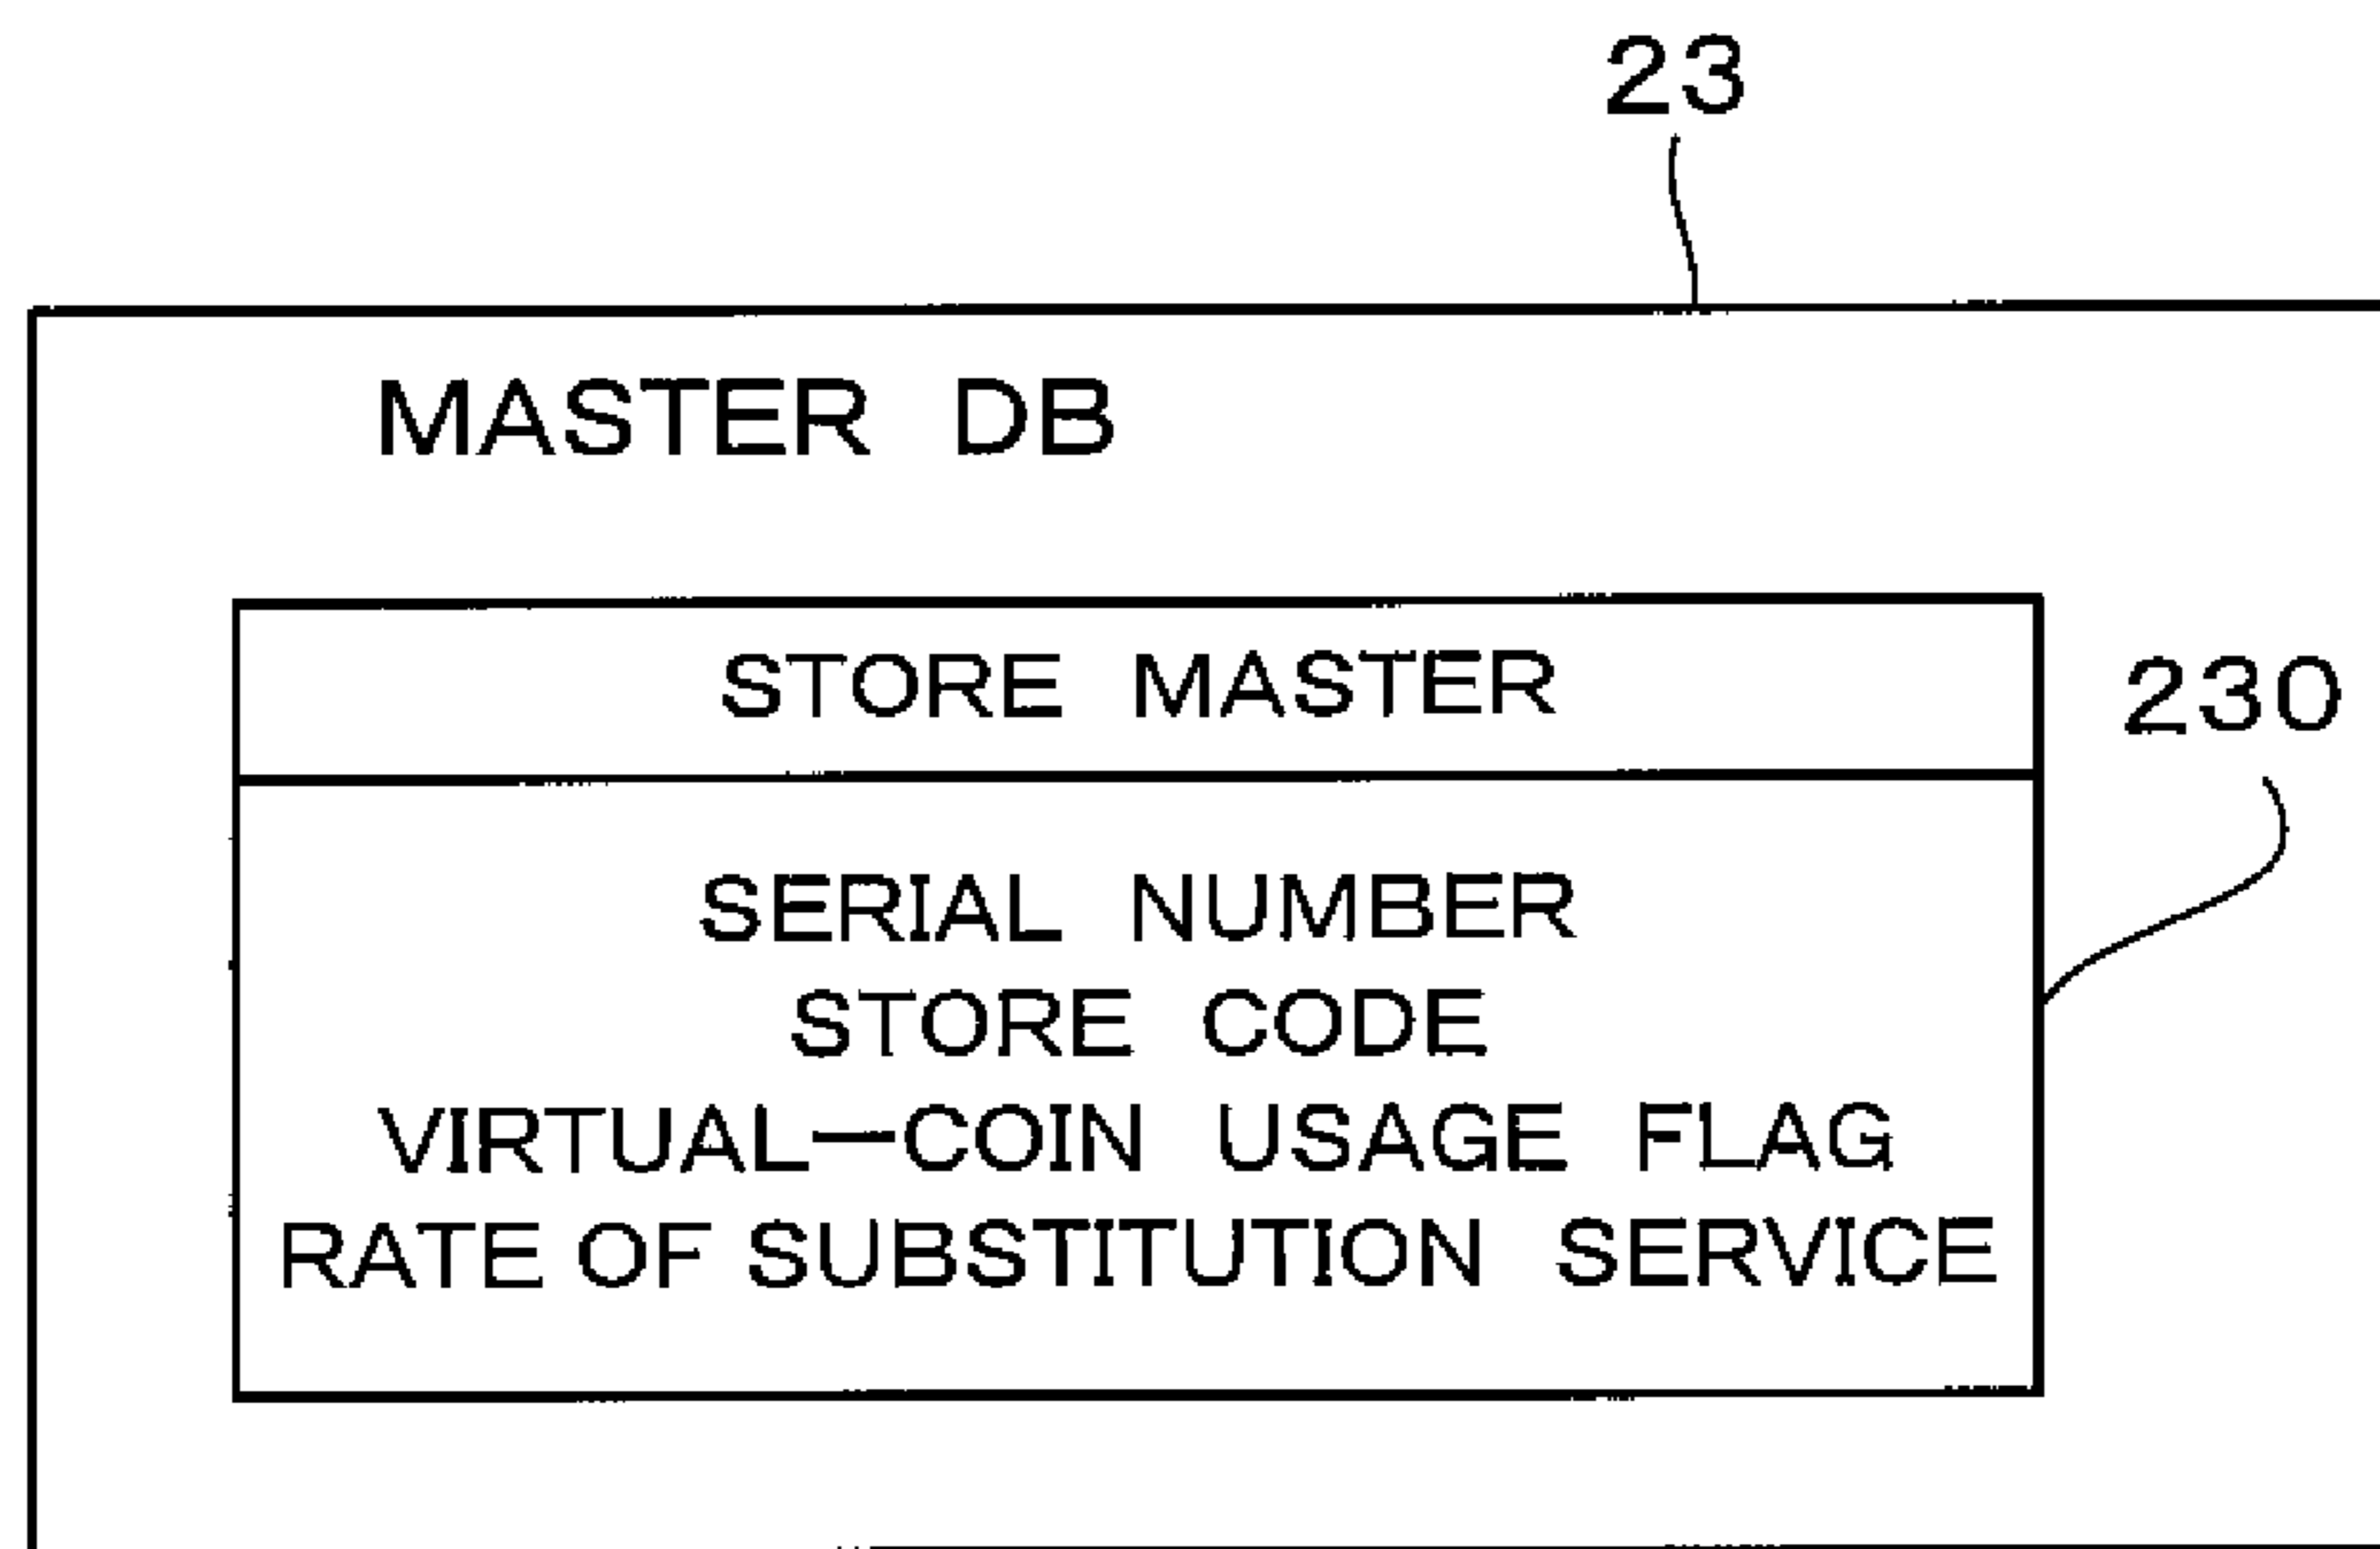 23
MASTER DB
STORE MASTER
230
SERIAL NUMBER
STORE CODE
VIRTUAL-COIN USAGE FLAG
RATE OF SUBSTITUTION SERVICE